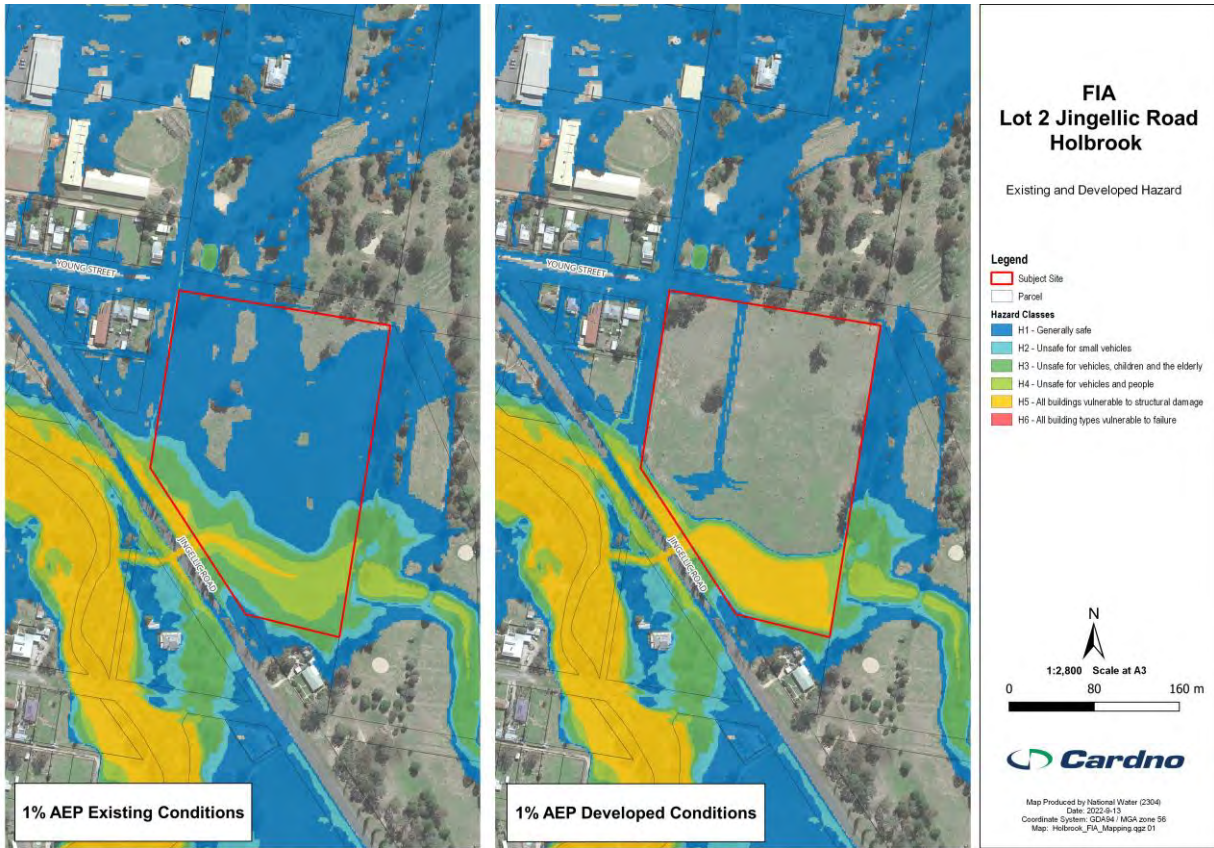 YOUNG STREET
JINGELLIC ROAD
1% AEP Existing Conditions
YOUNG STREET
JINGELLIC ROAD
1% AEP Developed Conditions
FIA
Lot 2 Jingellic Road
Holbrook
Existing and Developed Hazard
Legend
Subject Site
Parcel
Hazard Classes
H1 - Generally safe
H2 - Unsafe for small vehicles
H3 - Unsafe for vehicles, children and the elderly
H4 - Unsafe for vehicles and people
H5 - All buildings vulnerable to structural damage
H6 - All building types vulnerable to failure
N
1:2,800 Scale at A3
0 80 160 m
Cardno
Map Produced by National Water (2304)
Date: 2022-9-13
Coordinate System: GDA94 / MGA zone 56
Map: Holbrook_FIA_Mapping.qgz 01